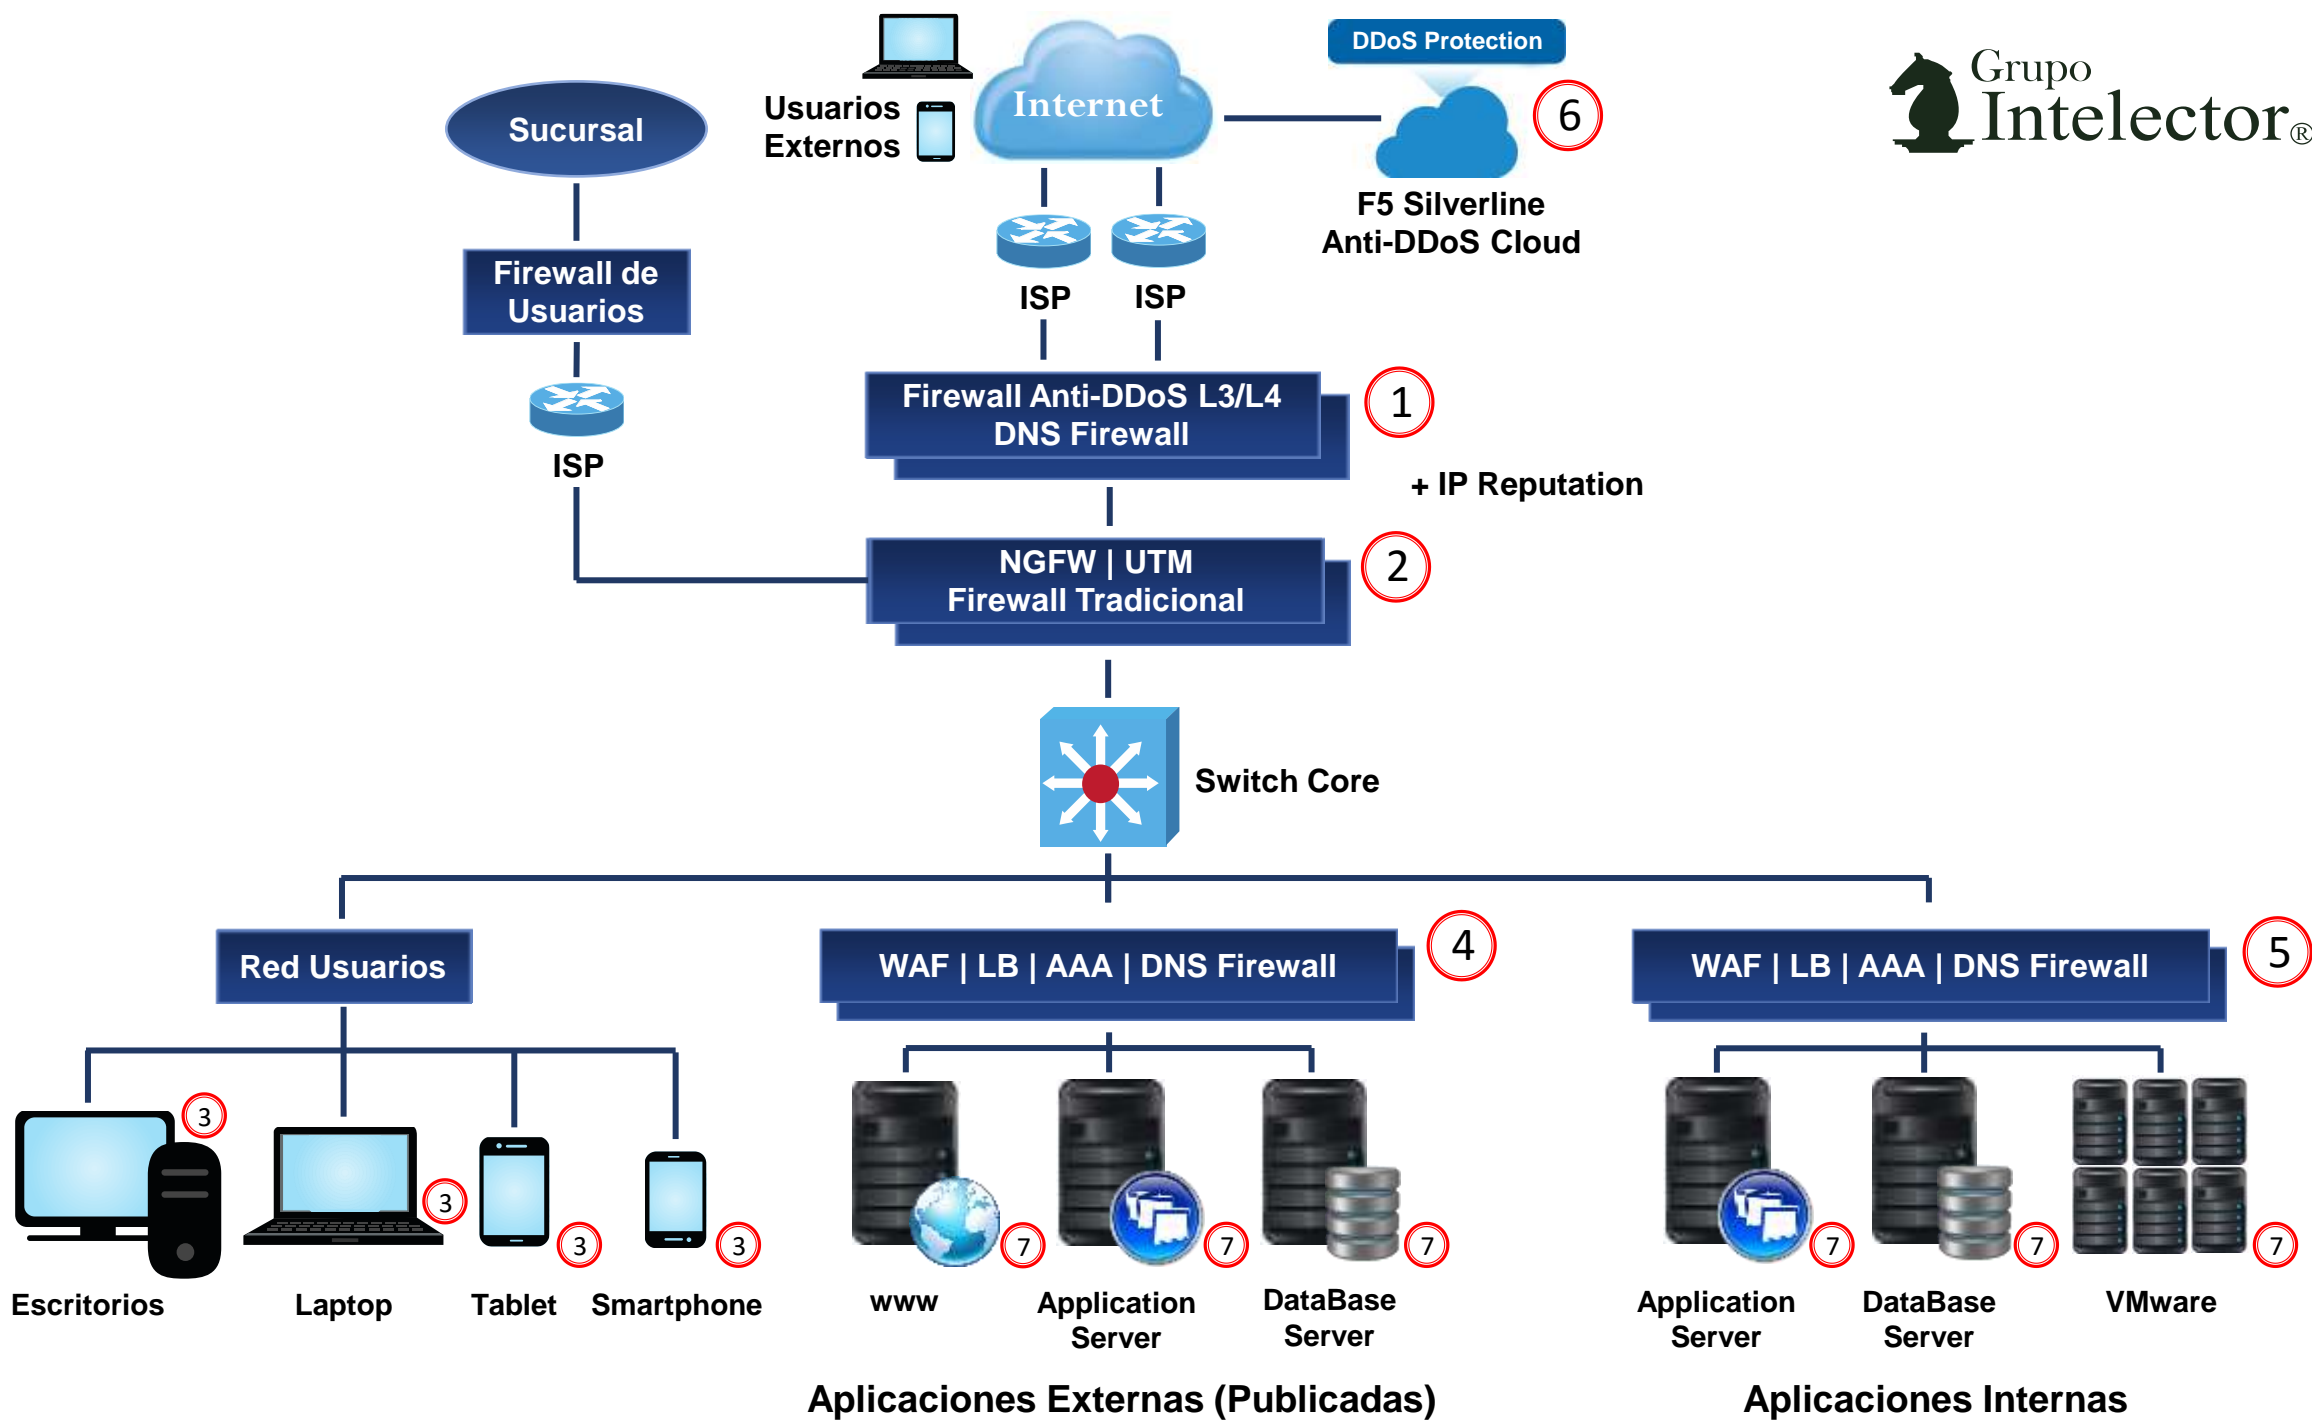 DDoS Protection
Grupo
Intelector®
Internet
Usuarios
Externos
6
Sucursal
F5 Silverline
Anti-DDoS Cloud
Firewall de
Usuarios
ISP
ISP
Firewall Anti-DDoS L3/L4
DNS Firewall
1
ISP
+ IP Reputation
NGFW | UTM
Firewall Tradicional
2
Switch Core
Red Usuarios
WAF | LB | AAA | DNS Firewall
4
WAF | LB | AAA | DNS Firewall
5
3
3
3
3
7
7
7
7
7
7
Escritorios
Laptop
Tablet
Smartphone
www
Application
Server
DataBase
Server
Application
Server
DataBase
Server
VMware
Aplicaciones Externas (Publicadas)
Aplicaciones Internas